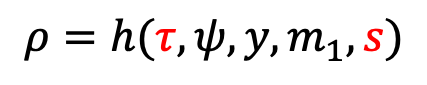 ρ = h(τ, ψ, y, m₁, s)